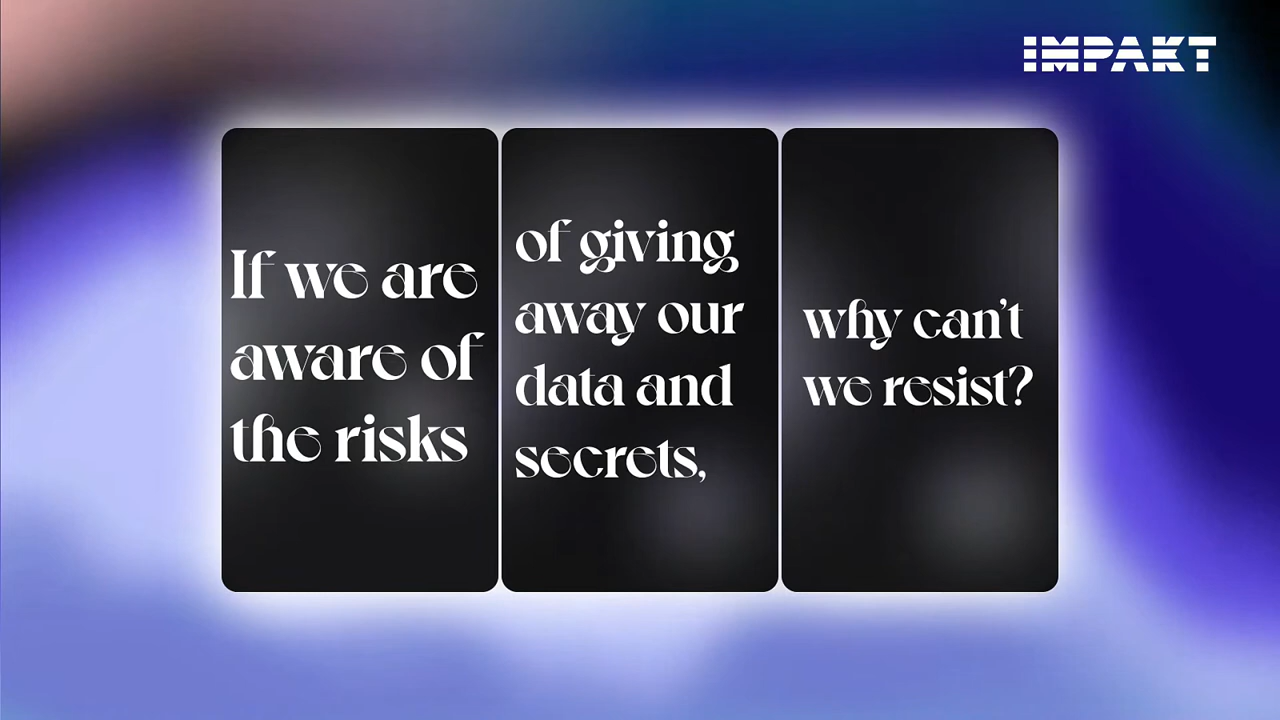 IMPAKT
If we are
aware of
the risks
of giving
away our
data and
secrets,
why can't
we resist?